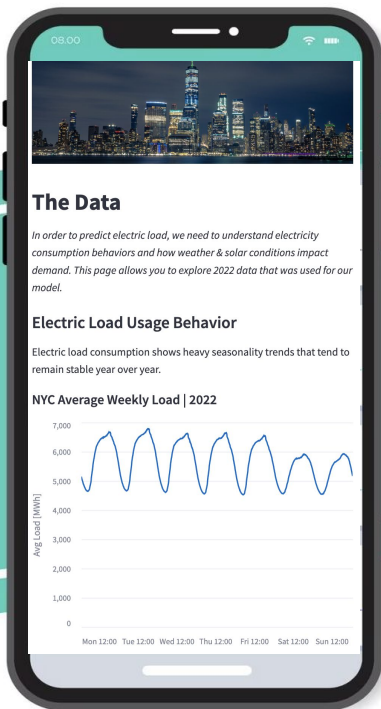 08.00
The Data
In order to predict electric load, we need to understand electricity
consumption behaviors and how weather & solar conditions impact
demand. This page allows you to explore 2022 data that was used for our
model.
Electric Load Usage Behavior
Electric load consumption shows heavy seasonality trends that tend to
remain stable year over year.
NYC Average Weekly Load | 2022
Avg Load [MWh]
7,000
6,000
5,000
4,000
3,000
2,000
1,000
0
Mon 12:00 Tue 12:00 Wed 12:00 Thu 12:00 Fri 12:00 Sat 12:00 Sun 12:00